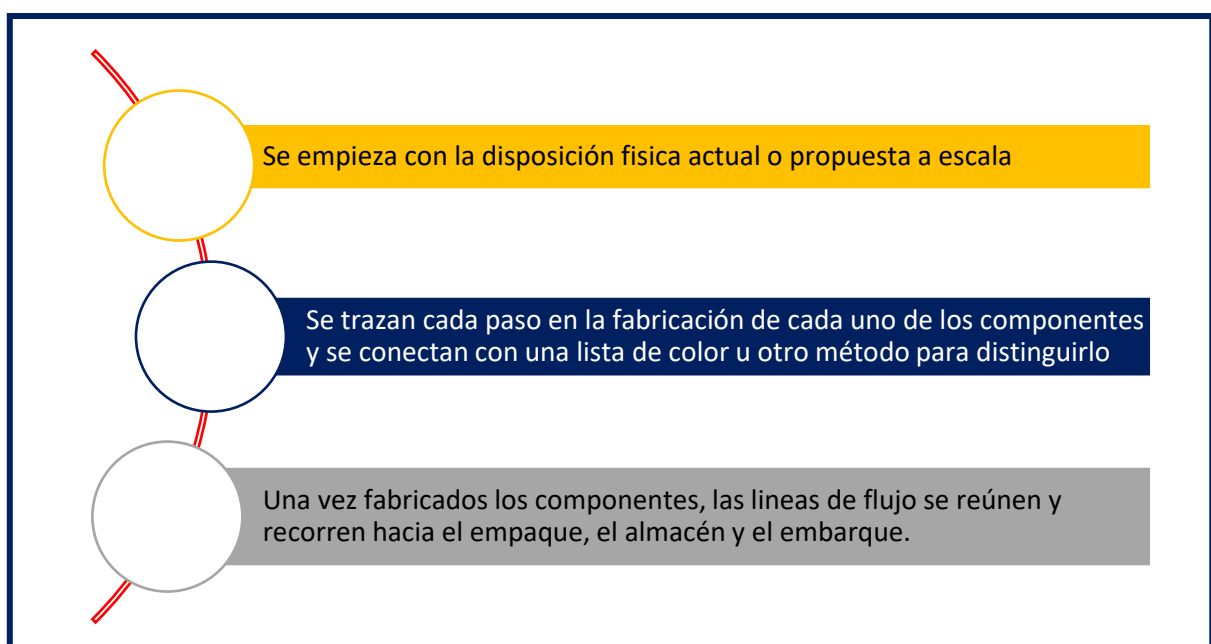 Se empieza con la disposición fisica actual o propuesta a escala
Se trazan cada paso en la fabricación de cada uno de los componentes
y se conectan con una lista de color u otro método para distinguirlo
Una vez fabricados los componentes, las lineas de flujo se reúnen y
recorren hacia el empaque, el almacén y el embarque.